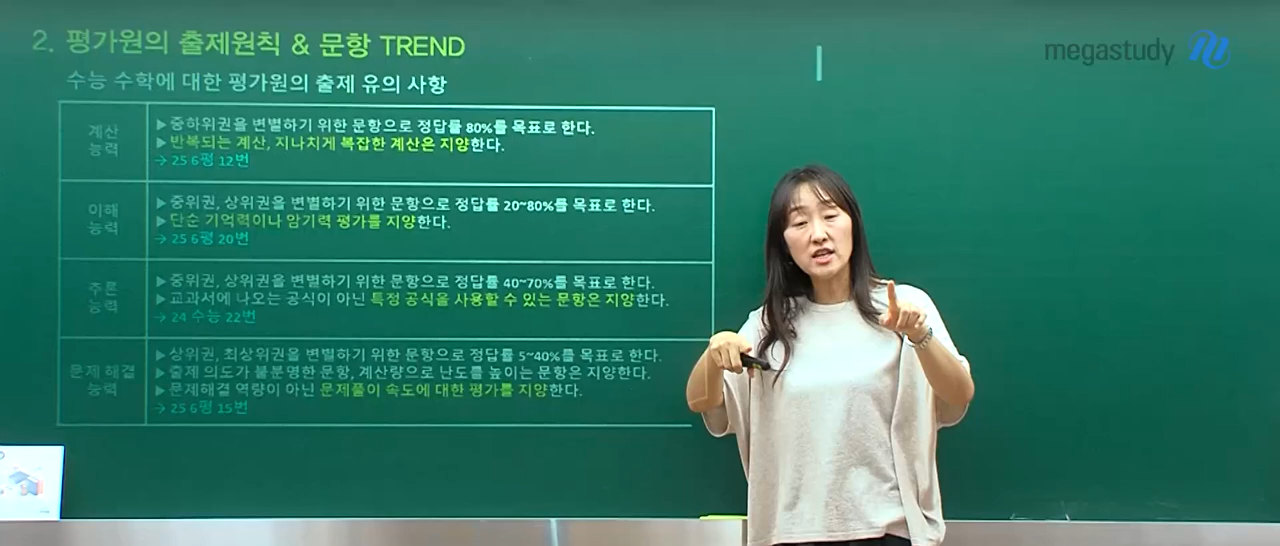 2. 평가원의 출제원칙 & 문항 TREND
megastudy
수능 수학에 대한 평가원의 출제 유의 사항
계산
능력
▶중하위권을 변별하기 위한 문항으로 정답률 80%를 목표로 한다.
▶반복되는 계산, 지나치게 복잡한 계산은 지양한다.
→ 25 6평 12번
이해
능력
▶중위권, 상위권을 변별하기 위한 문항으로 정답률 20~80%를 목표로 한다.
▶단순 기억력이나 암기력 평가를 지양한다.
→ 25 6평 20번
추론
능력
▶중위권, 상위권을 변별하기 위한 문항으로 정답률 40~70%를 목표로 한다.
▶교과서에 나오는 공식이 아닌 특정 공식을 사용할 수 있는 문항은 지양한다.
→ 24 수능 22번
문제 해결
능력
▶상위권, 최상위권을 변별하기 위한 문항으로 정답률 5~40%를 목표로 한다.
▶출제 의도가 불분명한 문항, 계산량으로 난도를 높이는 문항은 지양한다.
▶문제해결 역량이 아닌 문제풀이 속도에 대한 평가를 지양한다.
→ 25 6평 15번